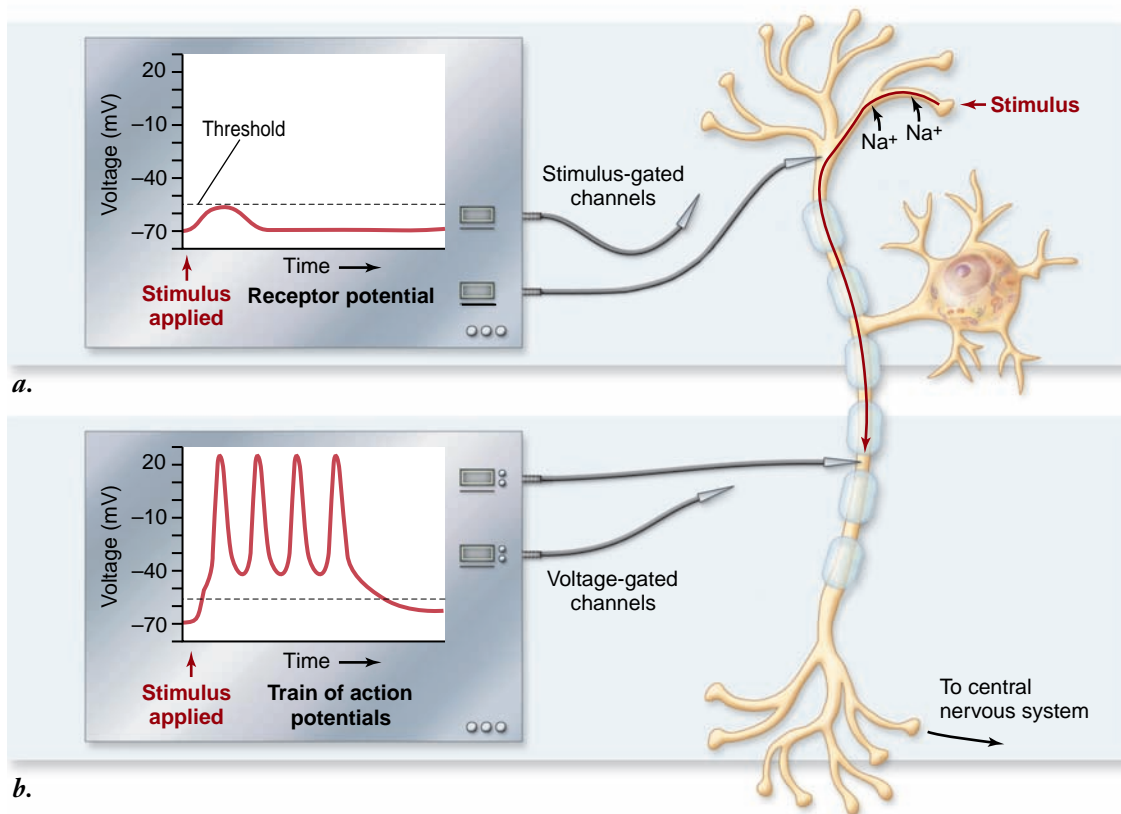 20
–10
–40
–70
Voltage (mV)
Threshold
Time
Stimulus
applied
Receptor potential
Stimulus-gated
channels
Na+
Na+
Stimulus
a.
20
–10
–40
–70
Voltage (mV)
Time
Stimulus
applied
Train of action
potentials
Voltage-gated
channels
To central
nervous system
b.